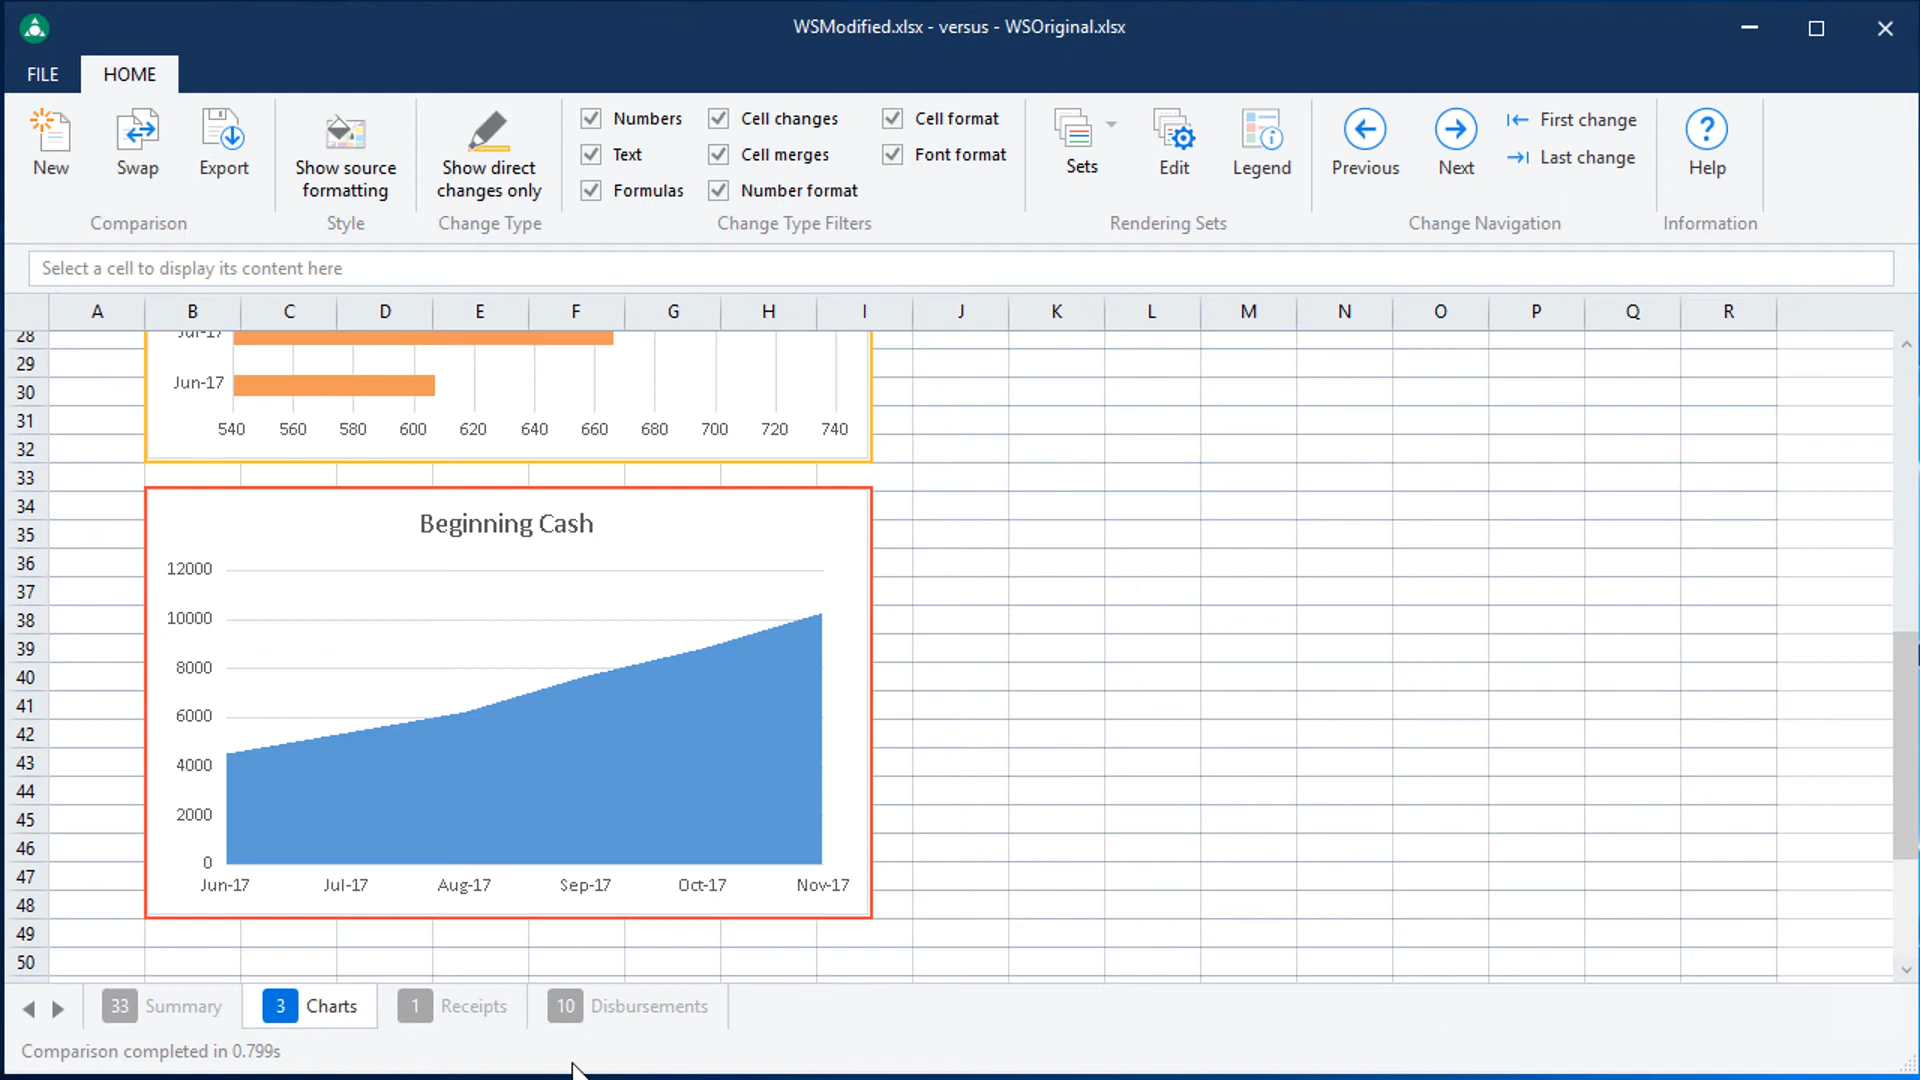 WSModified.xlsx - versus - WSOriginal.xlsx
FILE HOME
New Swap Export
Comparison
Show source formatting
Style
Show direct changes only
Change Type
Numbers Cell changes Cell format
Text Cell merges Font format
Formulas Number format
Change Type Filters
Sets Edit Legend
Rendering Sets
Previous Next First change
Last change
Change Navigation
Help
Information
Select a cell to display its content here
A B C D E F G H I J K L M N O P Q R
28 Jul-17
29
30 Jun-17
31 540 560 580 600 620 640 660 680 700 720 740
32
33
34
35 Beginning Cash
36 12000
37
38 10000
39
40 8000
41
42 6000
43 4000
44
45 2000
46
47 0
48 Jun-17 Jul-17 Aug-17 Sep-17 Oct-17 Nov-17
49
50
33 Summary 3 Charts 1 Receipts 10 Disbursements
Comparison completed in 0.799s